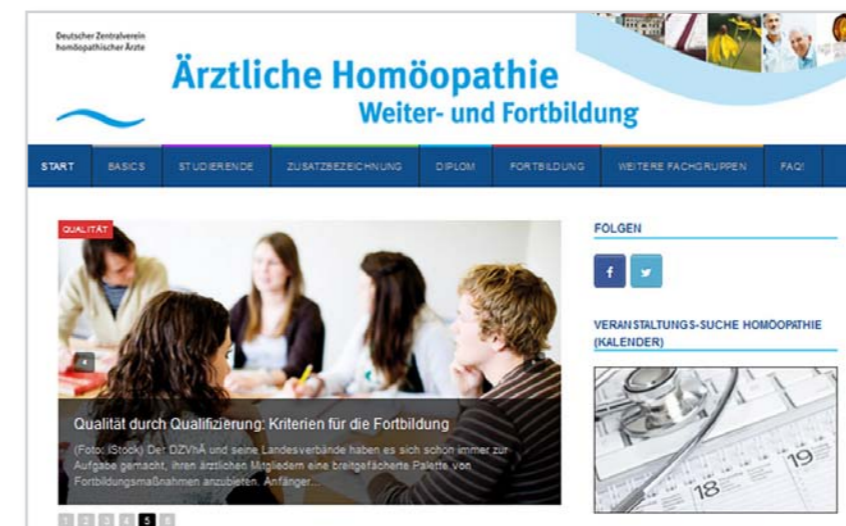 Deutscher Zentralverein
homöopathischer Ärzte
Ärztliche Homöopathie
Weiter- und Fortbildung
START BASICS STUDIERENDE ZUSATZBEZEICHNUNG DIPLOM FORTBILDUNG WEITERE FACHGRUPPEN FAQ!
QUALITÄT
Qualität durch Qualifizierung: Kriterien für die Fortbildung
(Foto: iStock) Der DZVhÄ und seine Landesverbände haben es sich schon immer zur
Aufgabe gemacht, ihren ärztlichen Mitgliedern eine breitgefächerte Palette von
Fortbildungsmaßnahmen anzubieten. Anfänger...
1 2 3 4 5 6
FOLGEN
f
VERANSTALTUNGS-SUCHE HOMÖOPATHIE
(KALENDER)
18 19